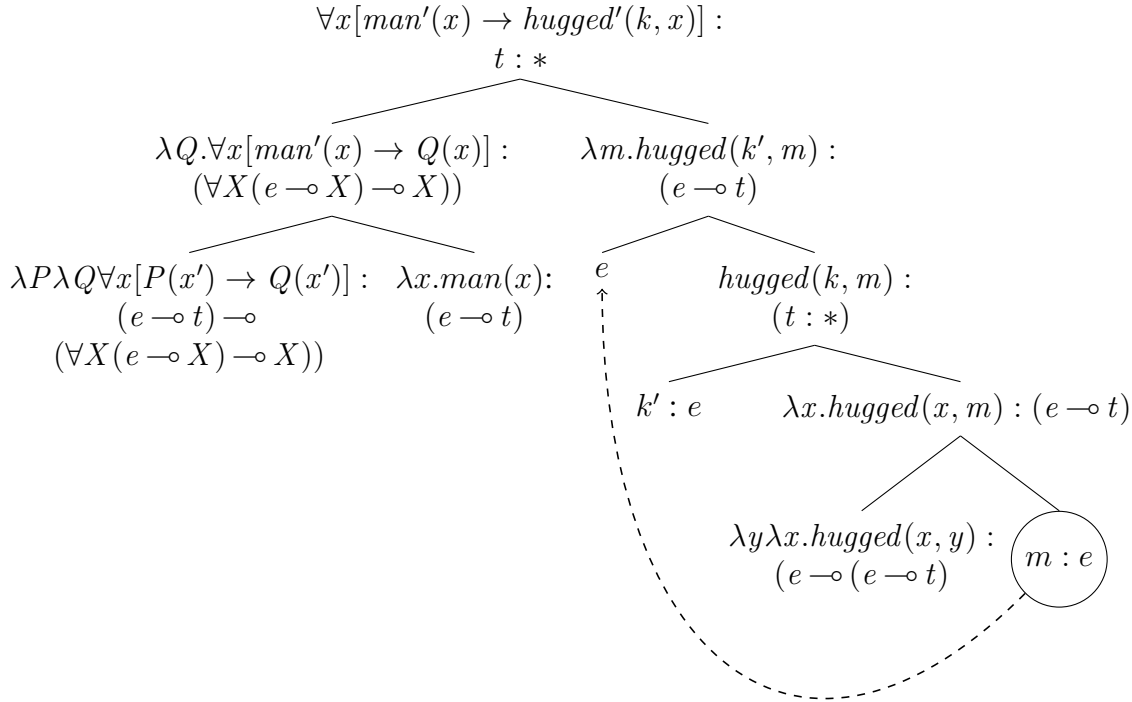 ∀x[man′(x) → hugged′(k, x)] :
t : ∗
λQ.∀x[man′(x) → Q(x)] :
(∀X(e ⊸ X) ⊸ X))
λm.hugged(k′, m) :
(e ⊸ t)
λPλQ∀x[P(x′) → Q(x′)] :
(e ⊸ t) ⊸
(∀X(e ⊸ X) ⊸ X))
λx.man(x):
(e ⊸ t)
e
hugged(k, m) :
(t : ∗)
k′ : e
λx.hugged(x, m) : (e ⊸ t)
λyλx.hugged(x, y) :
(e ⊸ (e ⊸ t)
m : e